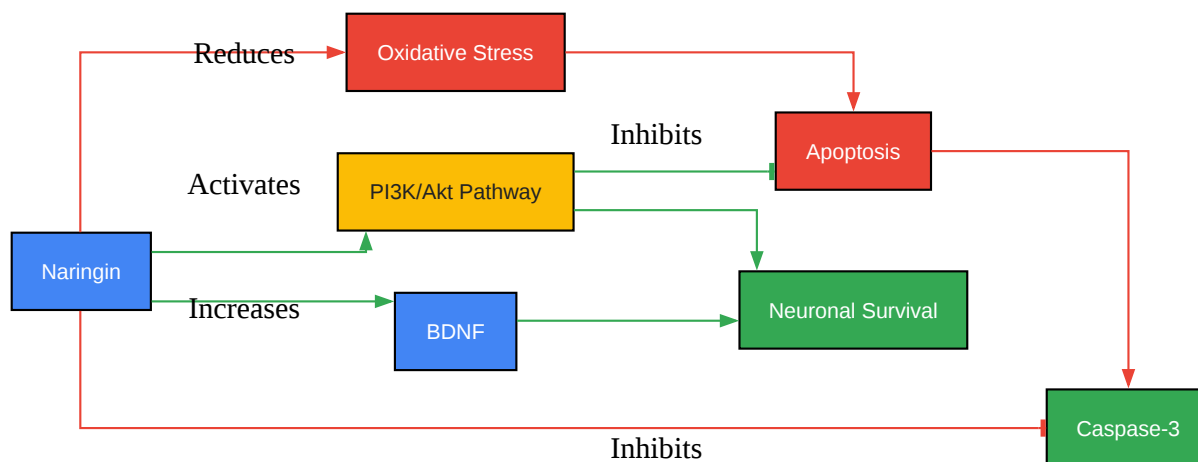 Reduces
Oxidative Stress
Inhibits
Apoptosis
Activates
PI3K/Akt Pathway
Naringin
Increases
BDNF
Neuronal Survival
Inhibits
Caspase-3